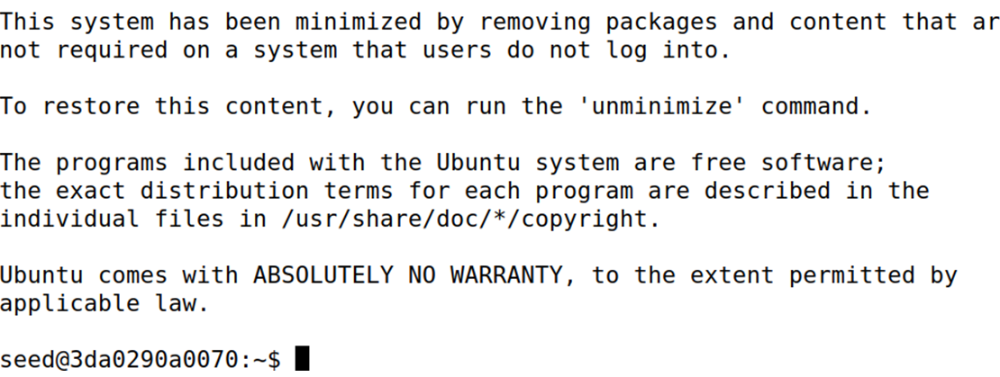 This system has been minimized by removing packages and content that ar
not required on a system that users do not log into.
To restore this content, you can run the 'unminimize' command.
The programs included with the Ubuntu system are free software;
the exact distribution terms for each program are described in the
individual files in /usr/share/doc/*/copyright.
Ubuntu comes with ABSOLUTELY NO WARRANTY, to the extent permitted by
applicable law.
seed@3da0290a0070:~$